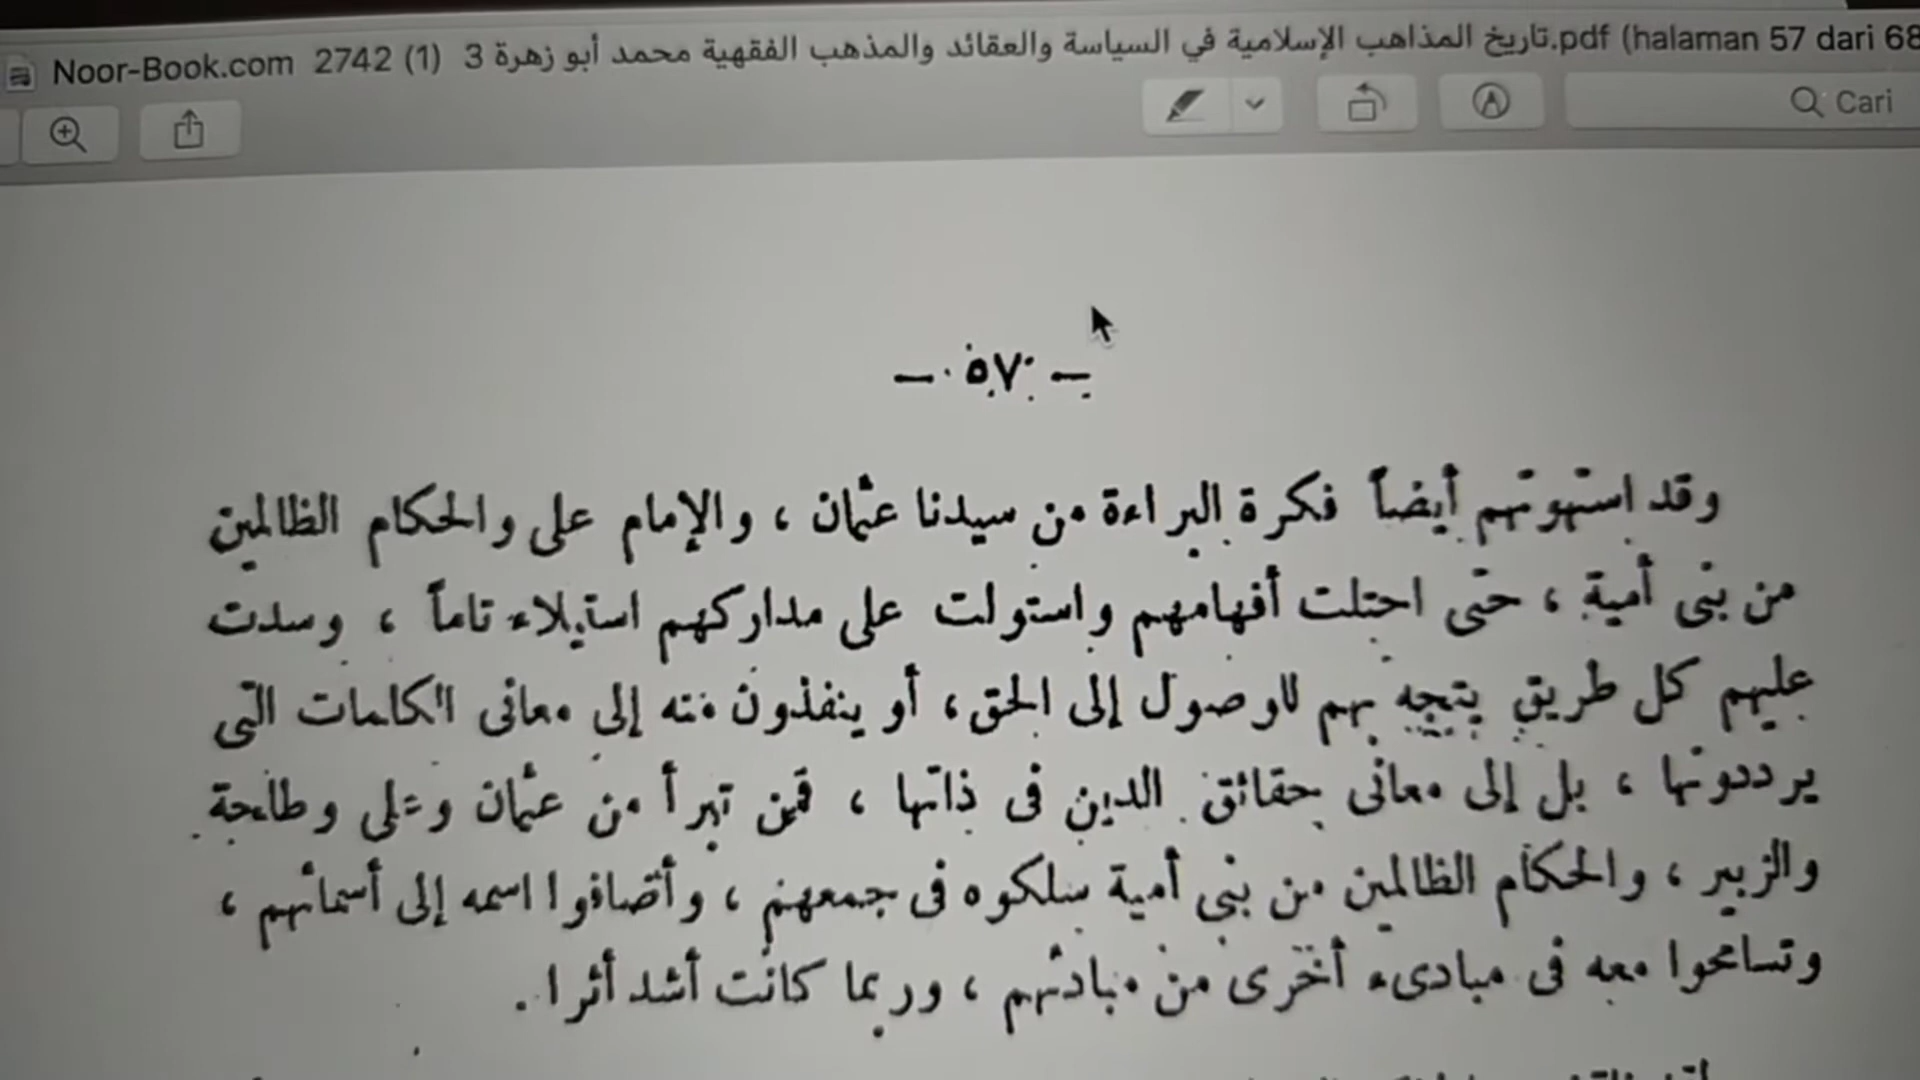 Noor-Book.com 2742 (1) 3 تاريخ المذاهب الإسلامية في السياسة والعقائد والمذهب الفقهية محمد أبو زهرة.pdf (halaman 57 dari 68
Cari
— ٥٧ —
وقد استهوتهم أيضاً فكرة البراءة من سيدنا عثمان ، والإمام على والحكام الظالمين
من بنى أمية ، حتى احتلت أفهامهم واستولت على مداركهم استيلاء تاماً ، وسدت
عليهم كل طريق يتجه بهم للوصول إلى الحق ، أو ينفذون منه إلى معانى الكلمات التى
يرددونها ، بل إلى معانى حقائق الدين فى ذاتها ، فمن تبرأ من عثمان وعلى وطلحة
والزبير ، والحكام الظالمين من بنى أمية سلكوه فى جمعهم ، وأضافوا اسمه إلى أسمائهم ،
وتسامحوا معه فى مبادىء أخرى من مبادئهم ، وربما كانت أشد أثرا .